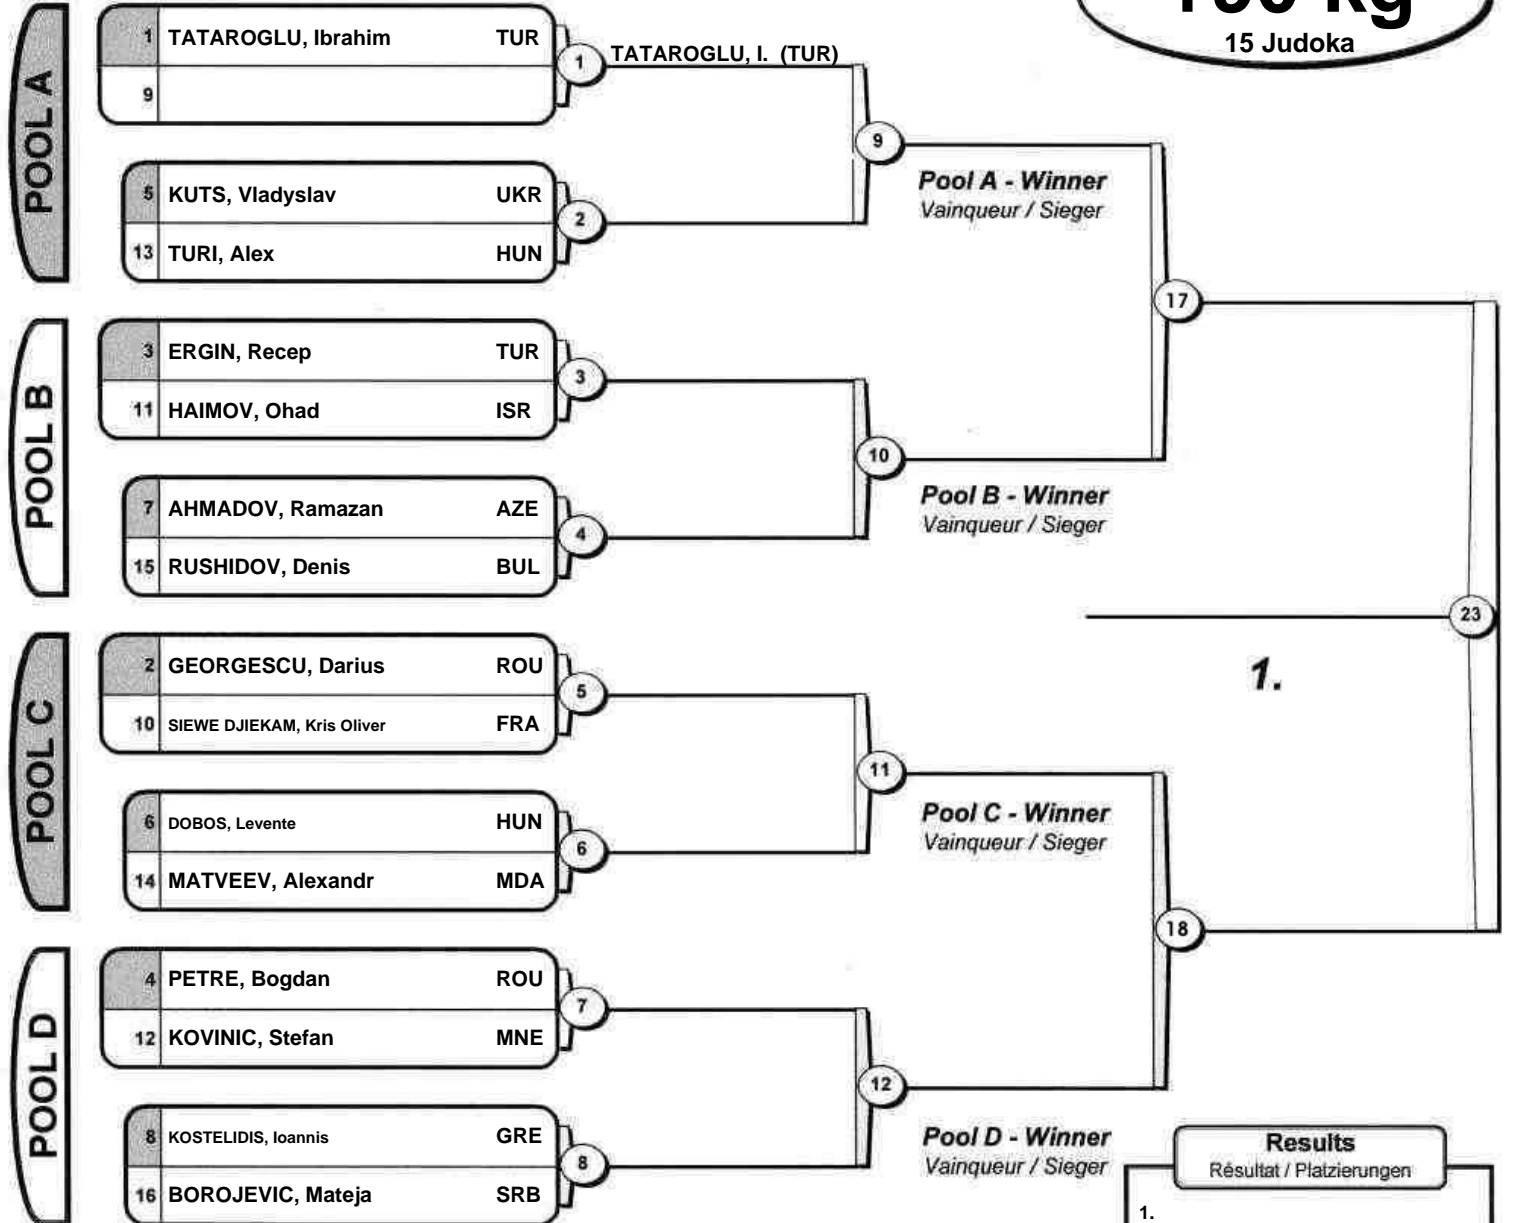 15 Judoka
POOL A
1 TATAROGLU, Ibrahim TUR
9
1 TATAROGLU, I. (TUR)
5 KUTS, Vladyslav UKR
13 TURI, Alex HUN
2
9
Pool A - Winner
Vainqueur / Sieger
POOL B
3 ERGIN, Recep TUR
11 HAIMOV, Ohad ISR
3
7 AHMADOV, Ramazan AZE
15 RUSHIDOV, Denis BUL
4
10
Pool B - Winner
Vainqueur / Sieger
17
POOL C
2 GEORGESCU, Darius ROU
10 SIEWE DJIEKAM, Kris Oliver FRA
5
6 DOBOS, Levente HUN
14 MATVEEV, Alexandr MDA
6
11
Pool C - Winner
Vainqueur / Sieger
POOL D
4 PETRE, Bogdan ROU
12 KOVINIC, Stefan MNE
7
8 KOSTELIDIS, Ioannis GRE
16 BOROJEVIC, Mateja SRB
8
12
Pool D - Winner
Vainqueur / Sieger
18
23
1.
Results
Résultat / Platzierungen
1.